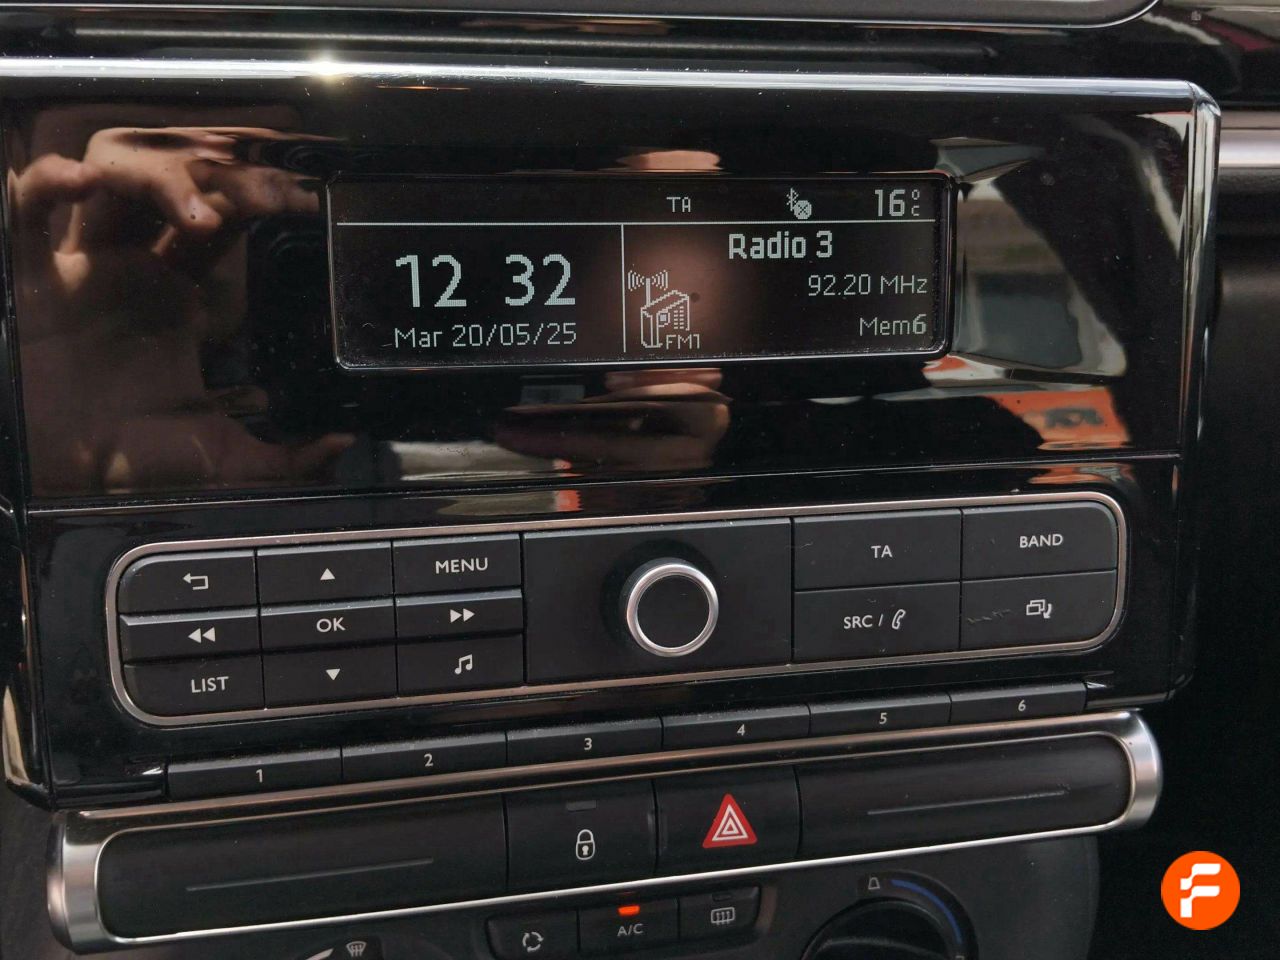 TA 16°C
Radio 3
12 32
92.20 MHz
Mar 20/05/25
FM1
Mem6
MENU
OK
LIST
TA
BAND
SRC /
1 2 3 4 5 6
A/C